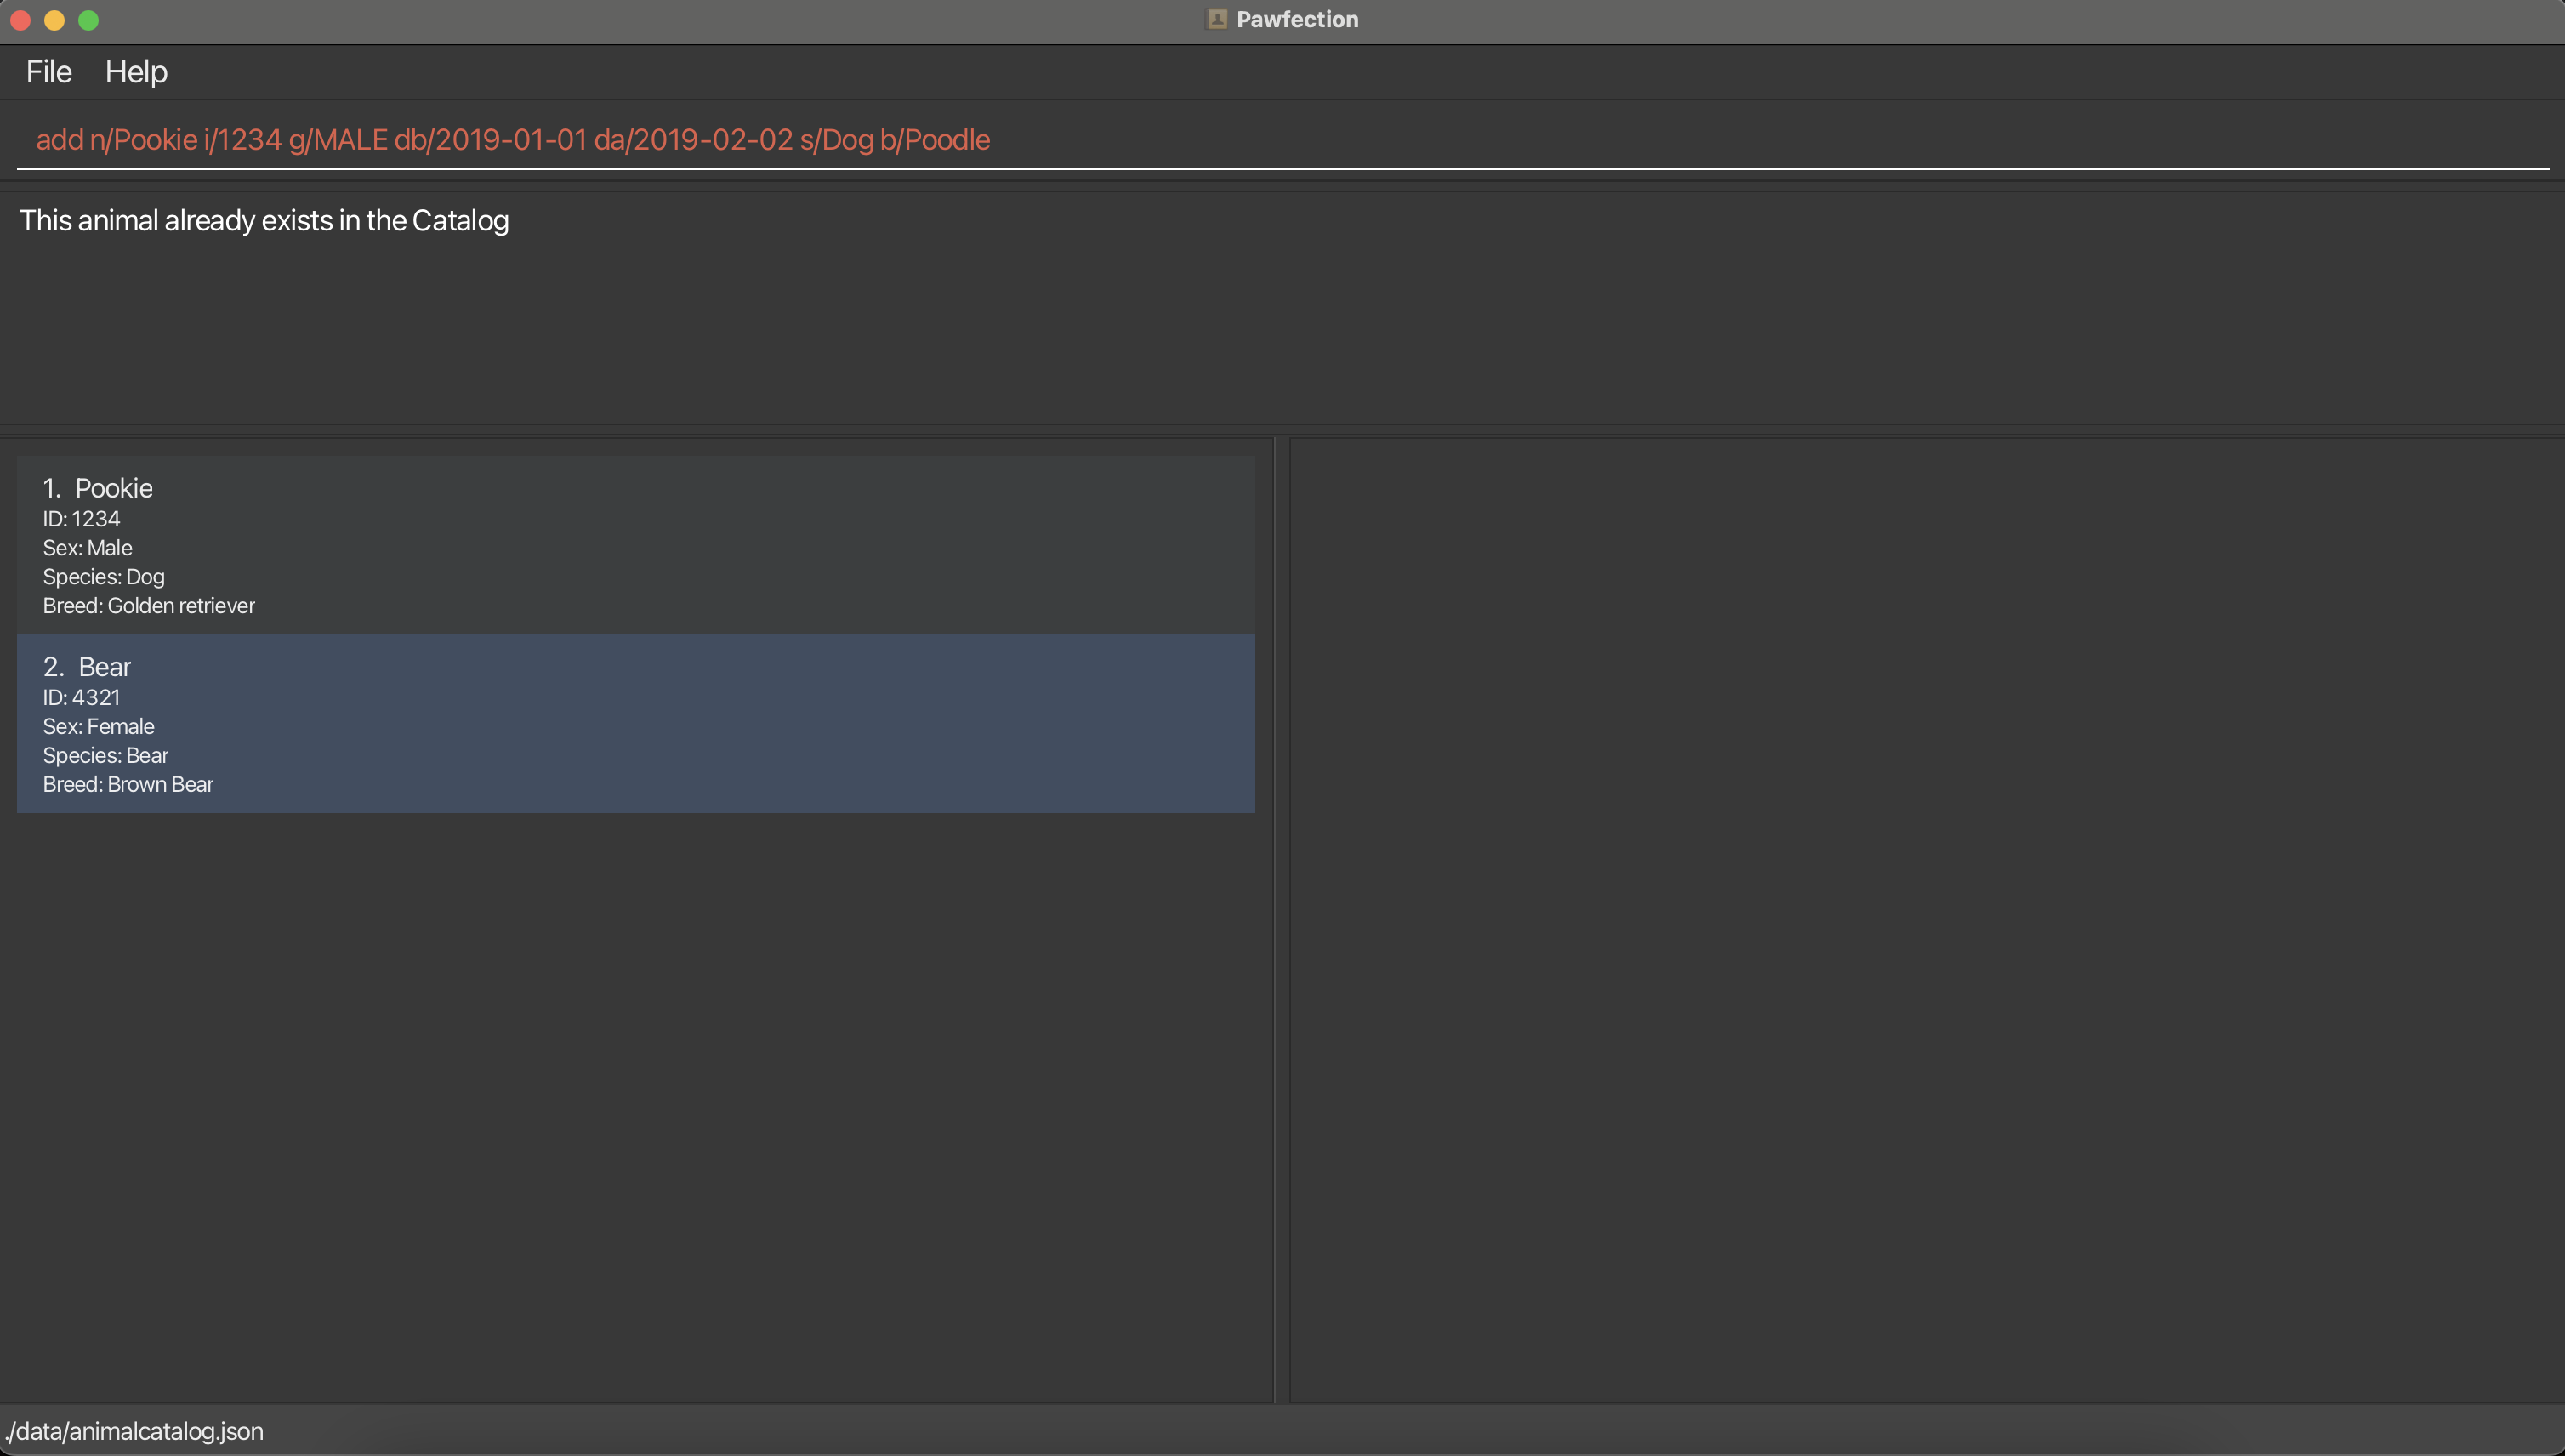 Pawfection
File Help
add n/Pookie i/1234 g/MALE db/2019-01-01 da/2019-02-02 s/Dog b/Poodle
This animal already exists in the Catalog
1. Pookie
ID: 1234
Sex: Male
Species: Dog
Breed: Golden retriever
2. Bear
ID: 4321
Sex: Female
Species: Bear
Breed: Brown Bear
./data/animalcatalog.json